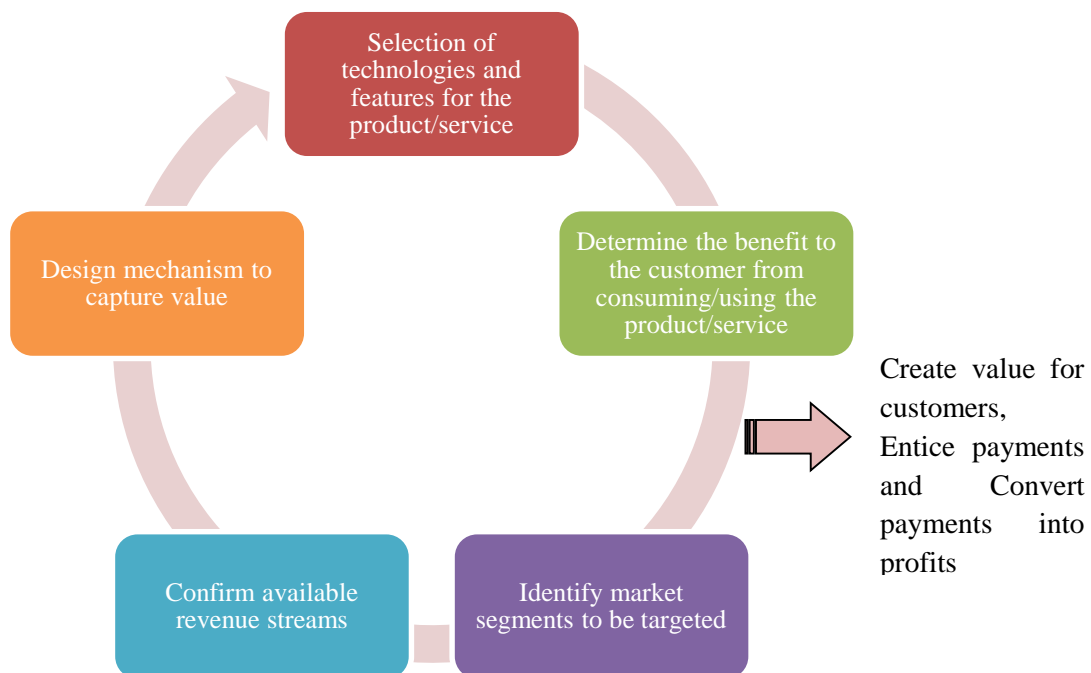 Selection of
technologies and
features for the
product/service
Determine the benefit to
the customer from
consuming/using the
product/service
Identify market
segments to be targeted
Confirm available
revenue streams
Design mechanism to
capture value
Create value for
customers,
Entice payments
and Convert
payments into
profits